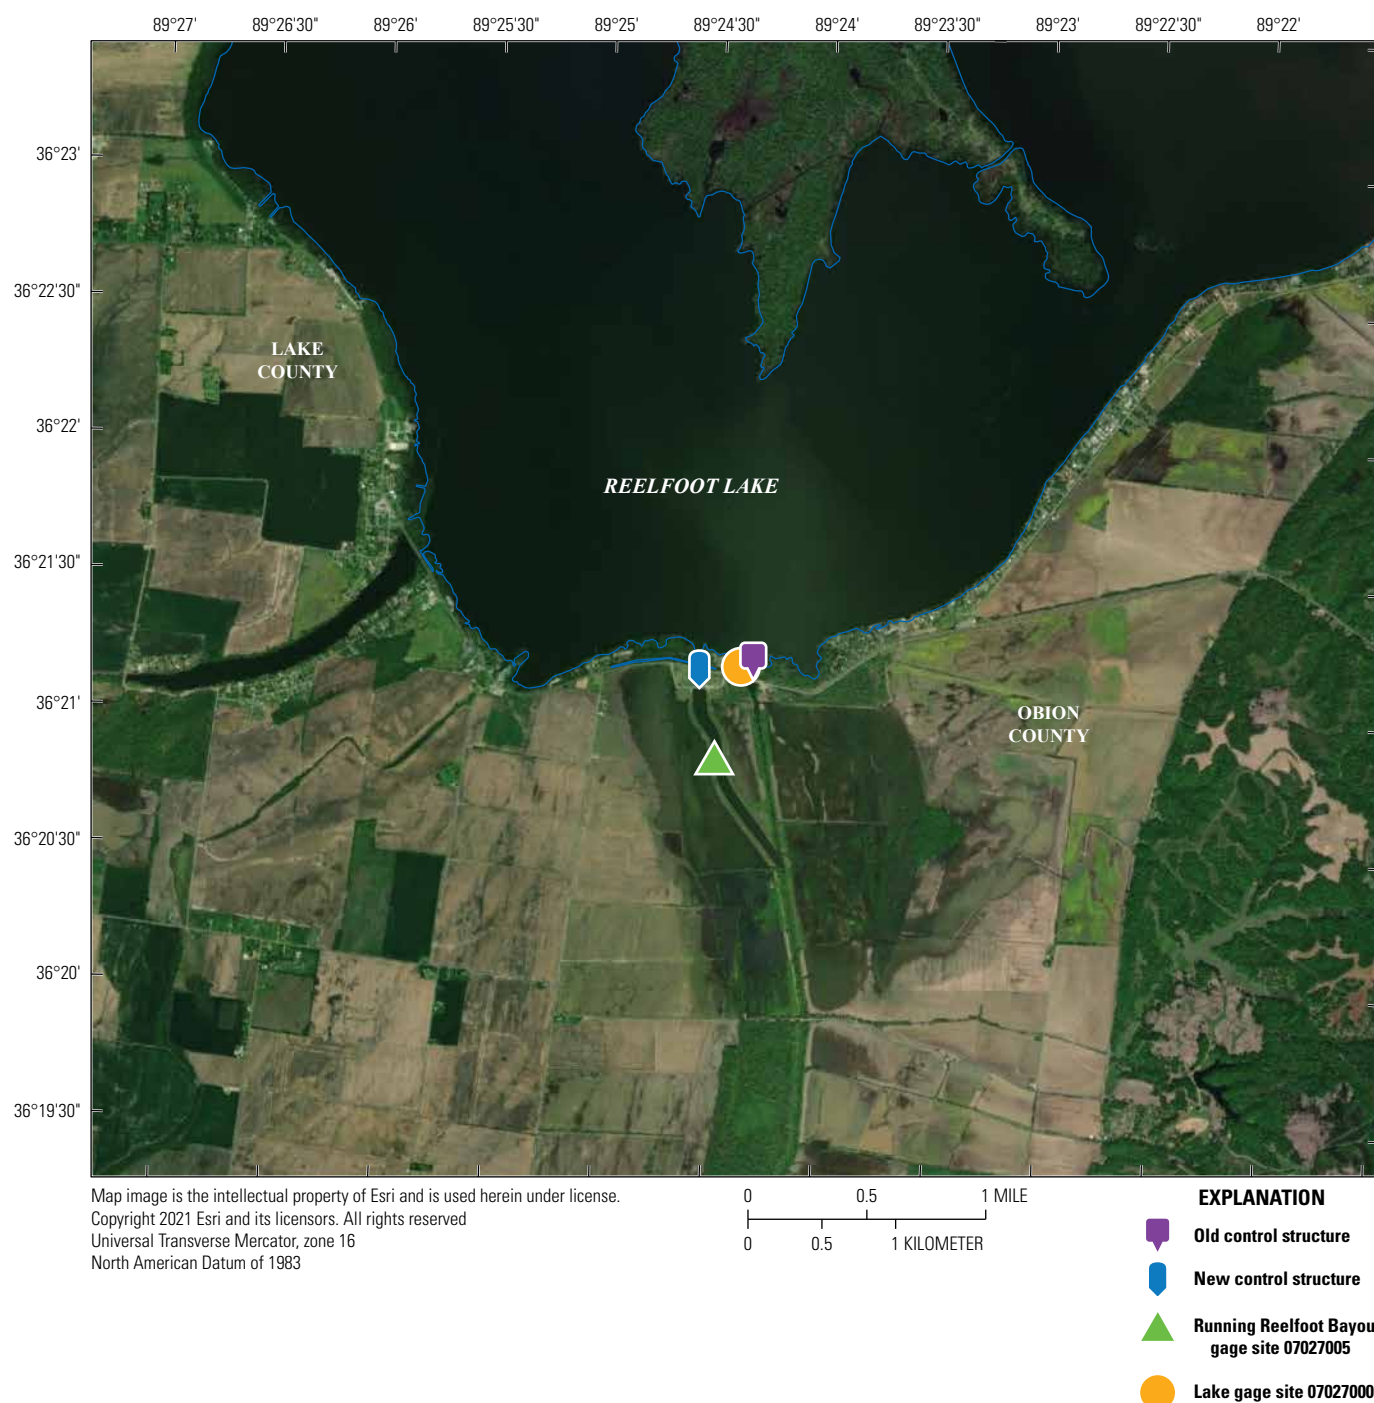 89°27' 89°26'30" 89°26' 89°25'30" 89°25' 89°24'30" 89°24' 89°23'30" 89°23' 89°22'30" 89°22'
36°23'
36°22'30"
LAKE
COUNTY
36°22'
REELFOOT LAKE
36°21'30"
36°21'
OBION
COUNTY
36°20'30"
36°20'
36°19'30"
Map image is the intellectual property of Esri and is used herein under license.
Copyright 2021 Esri and its licensors. All rights reserved
Universal Transverse Mercator, zone 16
North American Datum of 1983
0 0.5 1 MILE
0 0.5 1 KILOMETER
EXPLANATION
Old control structure
New control structure
Running Reelfoot Bayou
gage site 07027005
Lake gage site 07027000